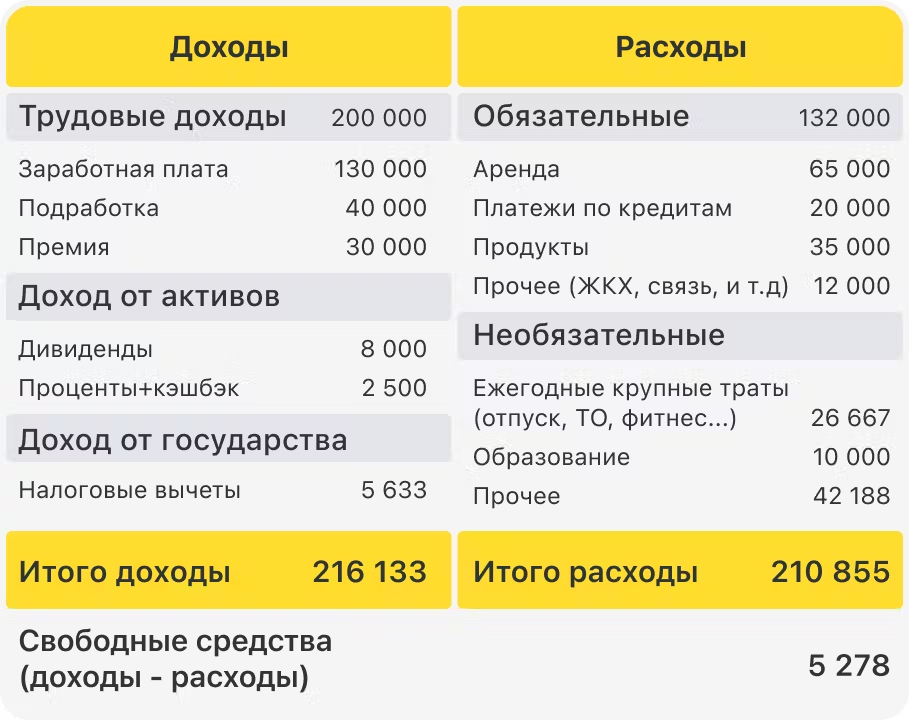 Доходы
Трудовые доходы 200 000
Заработная плата 130 000
Подработка 40 000
Премия 30 000
Доход от активов
Дивиденды 8 000
Проценты+кэшбэк 2 500
Доход от государства
Налоговые вычеты 5 633
Итого доходы 216 133
Расходы
Обязательные 132 000
Аренда 65 000
Платежи по кредитам 20 000
Продукты 35 000
Прочее (ЖКХ, связь, и т.д) 12 000
Необязательные
Ежегодные крупные траты
(отпуск, ТО, фитнес...) 26 667
Образование 10 000
Прочее 42 188
Итого расходы 210 855
Свободные средства
(доходы - расходы) 5 278